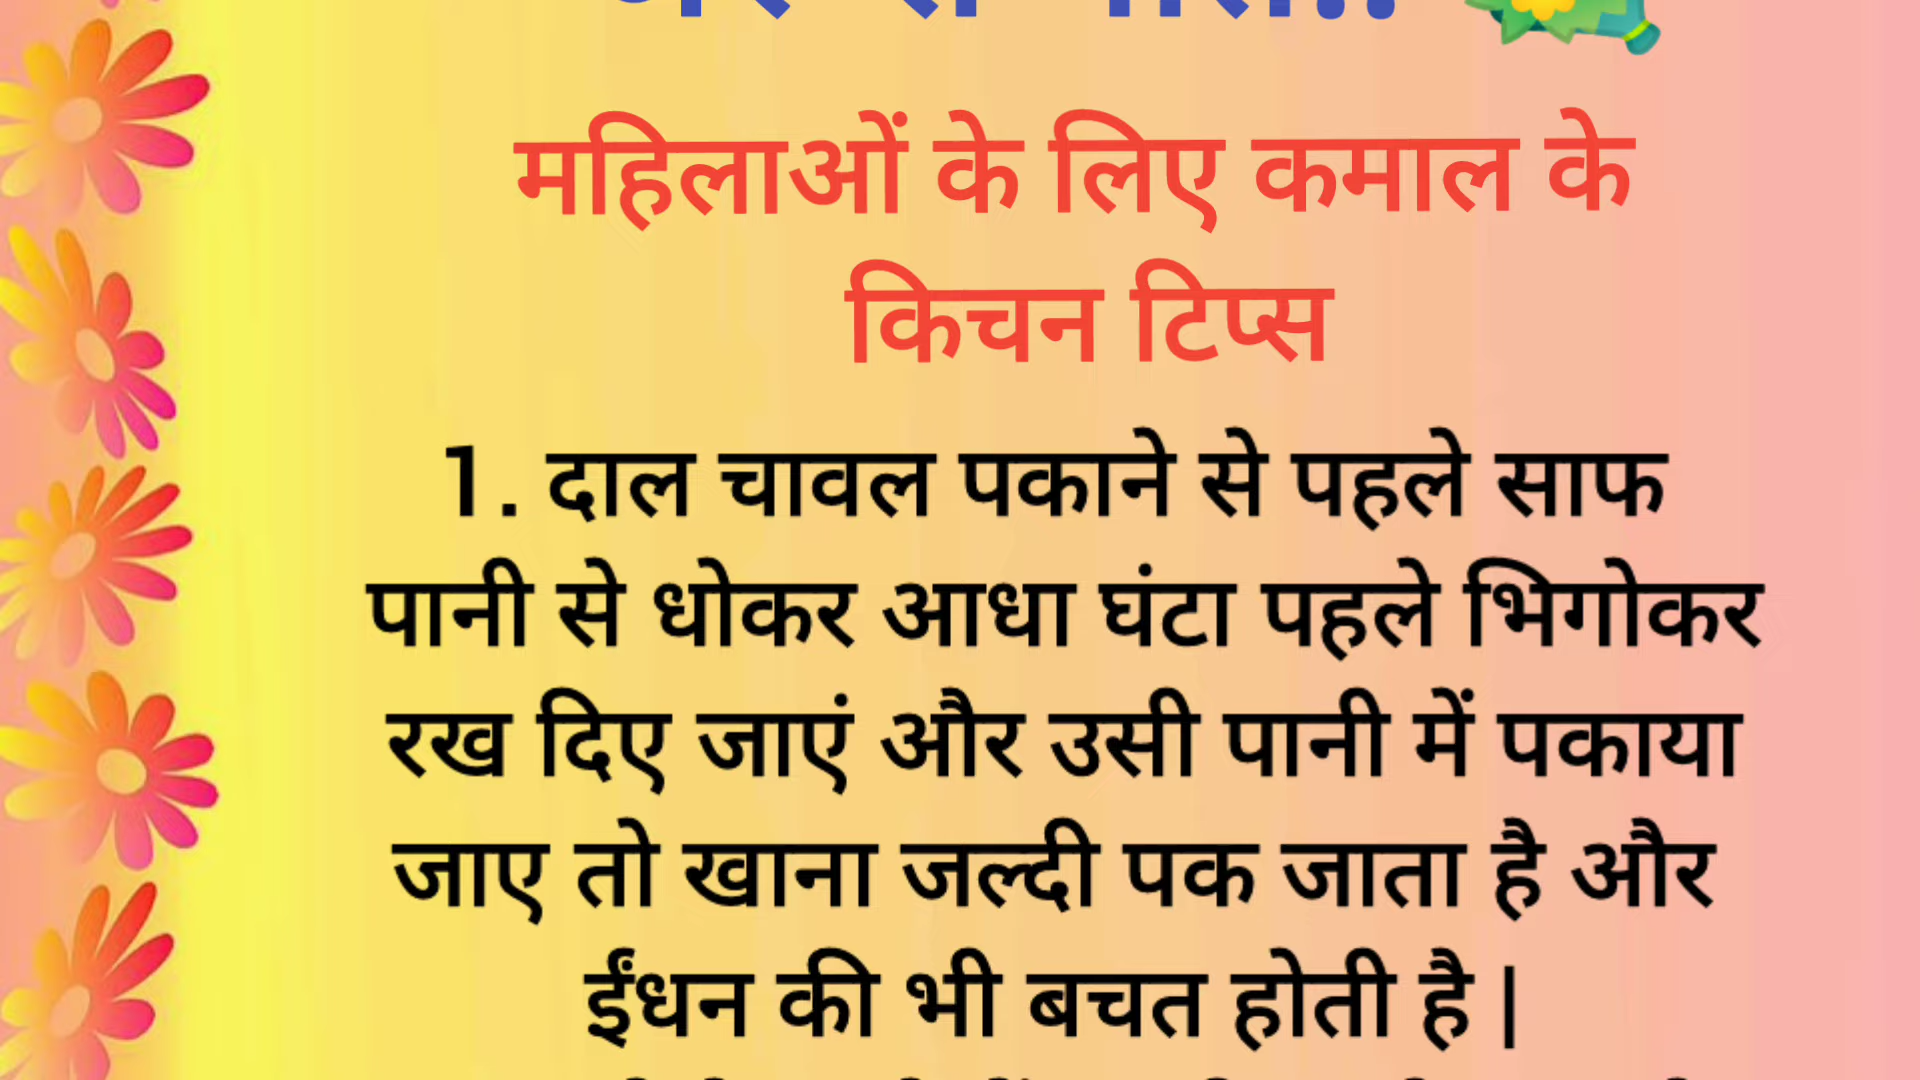 महिलाओं के लिए कमाल के
किचन टिप्स
1. दाल चावल पकाने से पहले साफ
पानी से धोकर आधा घंटा पहले भिगोकर
रख दिए जाएं और उसी पानी में पकाया
जाए तो खाना जल्दी पक जाता है और
ईंधन की भी बचत होती है |